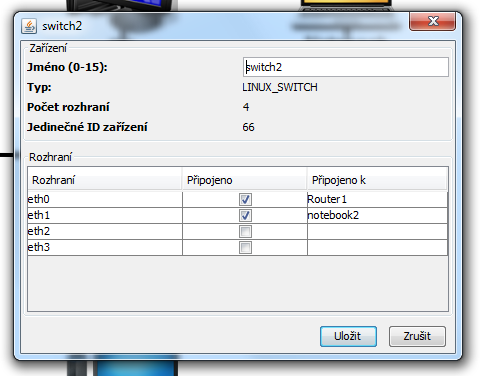 switch2
Zařízení
Jméno (0-15): switch2
Typ: LINUX_SWITCH
Počet rozhraní 4
Jedinečné ID zařízení 66
Rozhraní
Rozhraní Připojeno Připojeno k
eth0 Router1
eth1 notebook2
eth2
eth3
Uložit Zrušit